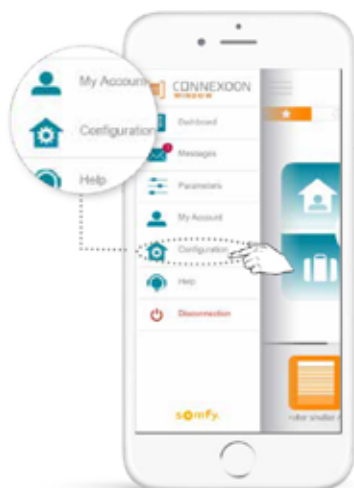 My Account
Configuration
Help
CONNEXOON
WINDOW
Dashboard
Messages
Parameters
My Account
Configuration
Help
Disconnection
somfy.